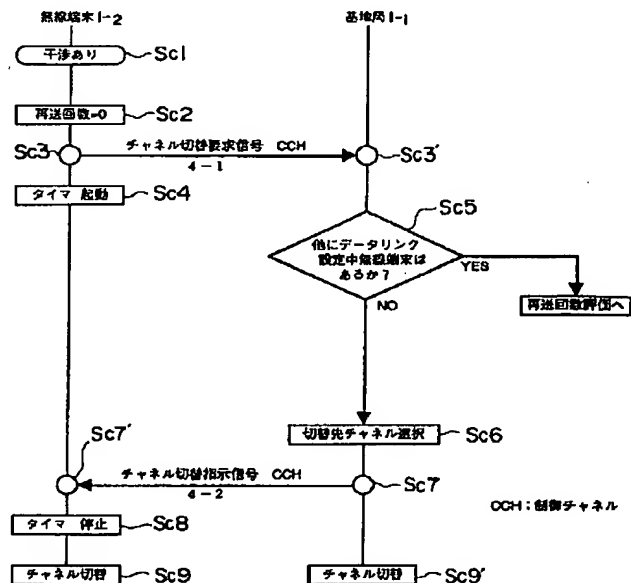 無線端末1-2
基地局1-1
干渉あり
Sc1
再送回数=0
Sc2
Sc3
チャネル切替要求信号 CCH
4-1
Sc3'
タイマ 起動
Sc4
Sc5
他にデータリンク
設定中無線端末は
あるか?
YES
NO
再送回数評価へ
切替先チャネル選択
Sc6
Sc7'
チャネル切替指示信号 CCH
4-2
Sc7
CCH;制御チャネル
タイマ 停止
Sc8
チャネル切替
Sc9
チャネル切替
Sc9'